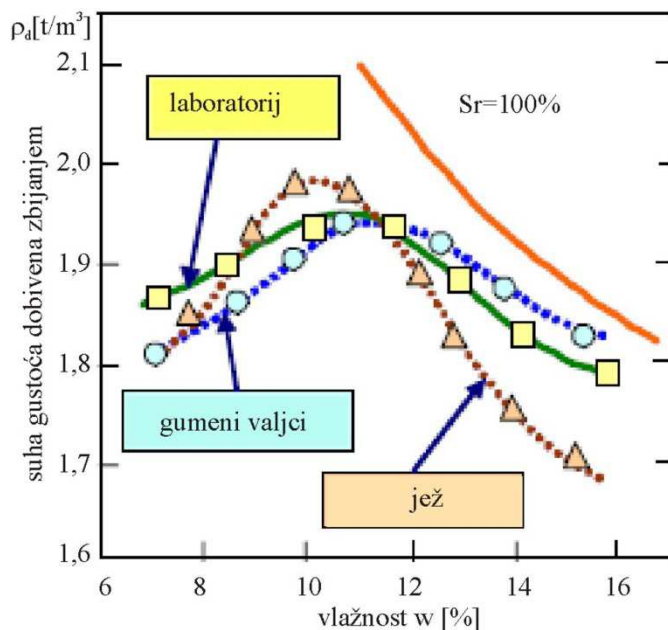 ρd[t/m³]
2,1
2,0
1,9
1,8
1,7
1,6
suha gustoća dobivena zbijanjem
laboratorij
Sr=100%
gumeni valjci
jež
6 8 10 12 14 16
vlažnost w [%]